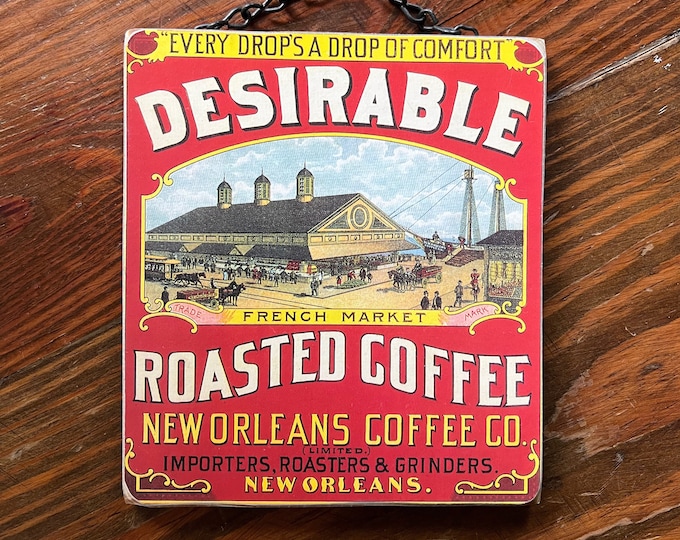 "EVERY DROP'S A DROP OF COMFORT"
DESIRABLE
TRADE MARK
FRENCH MARKET
ROASTED COFFEE
NEW ORLEANS COFFEE CO.
(LIMITED.)
IMPORTERS, ROASTERS & GRINDERS.
NEW ORLEANS.